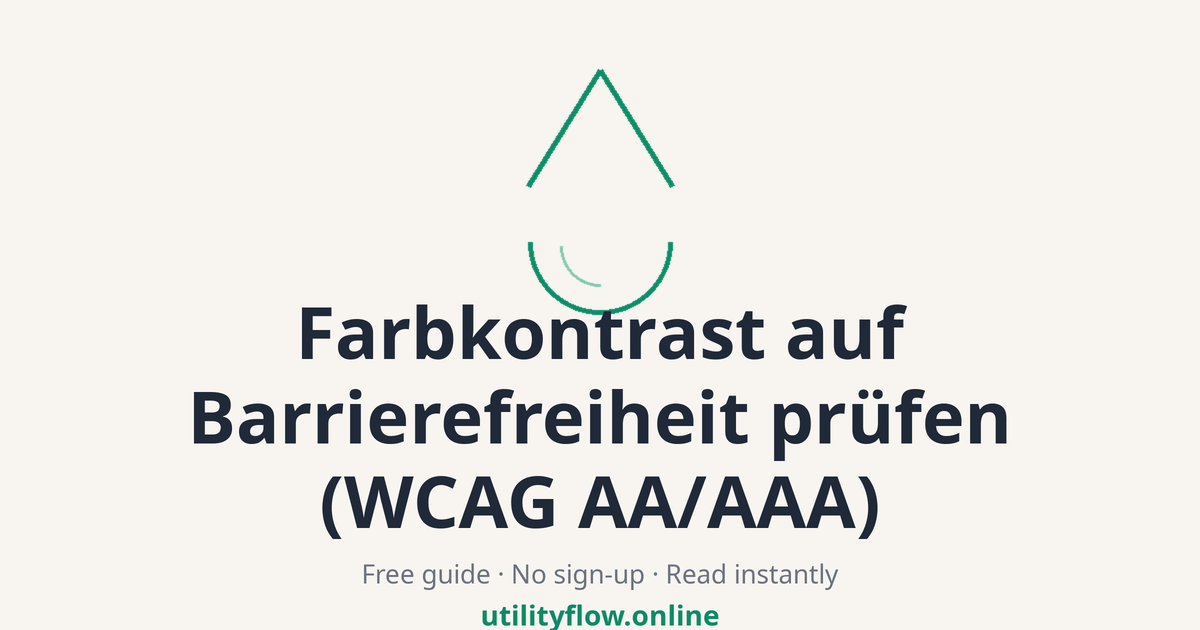 Farbkontrast auf
Barrierefreiheit prüfen
(WCAG AA/AAA)
Free guide · No sign-up · Read instantly
utilityflow.online